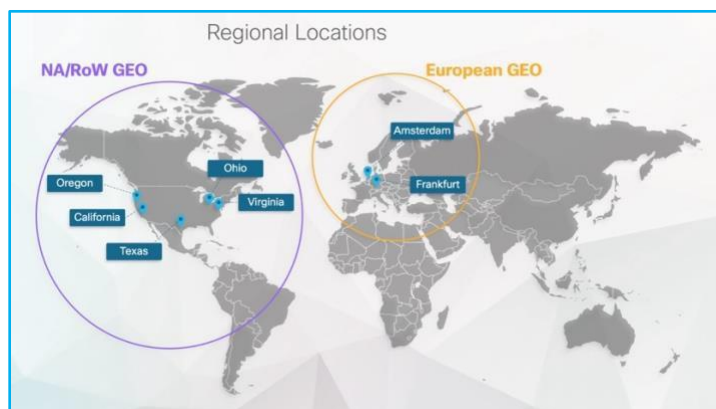 Regional Locations
NA/RoW GEO
European GEO
Amsterdam
Ohio
Oregon
Frankfurt
Virginia
California
Texas